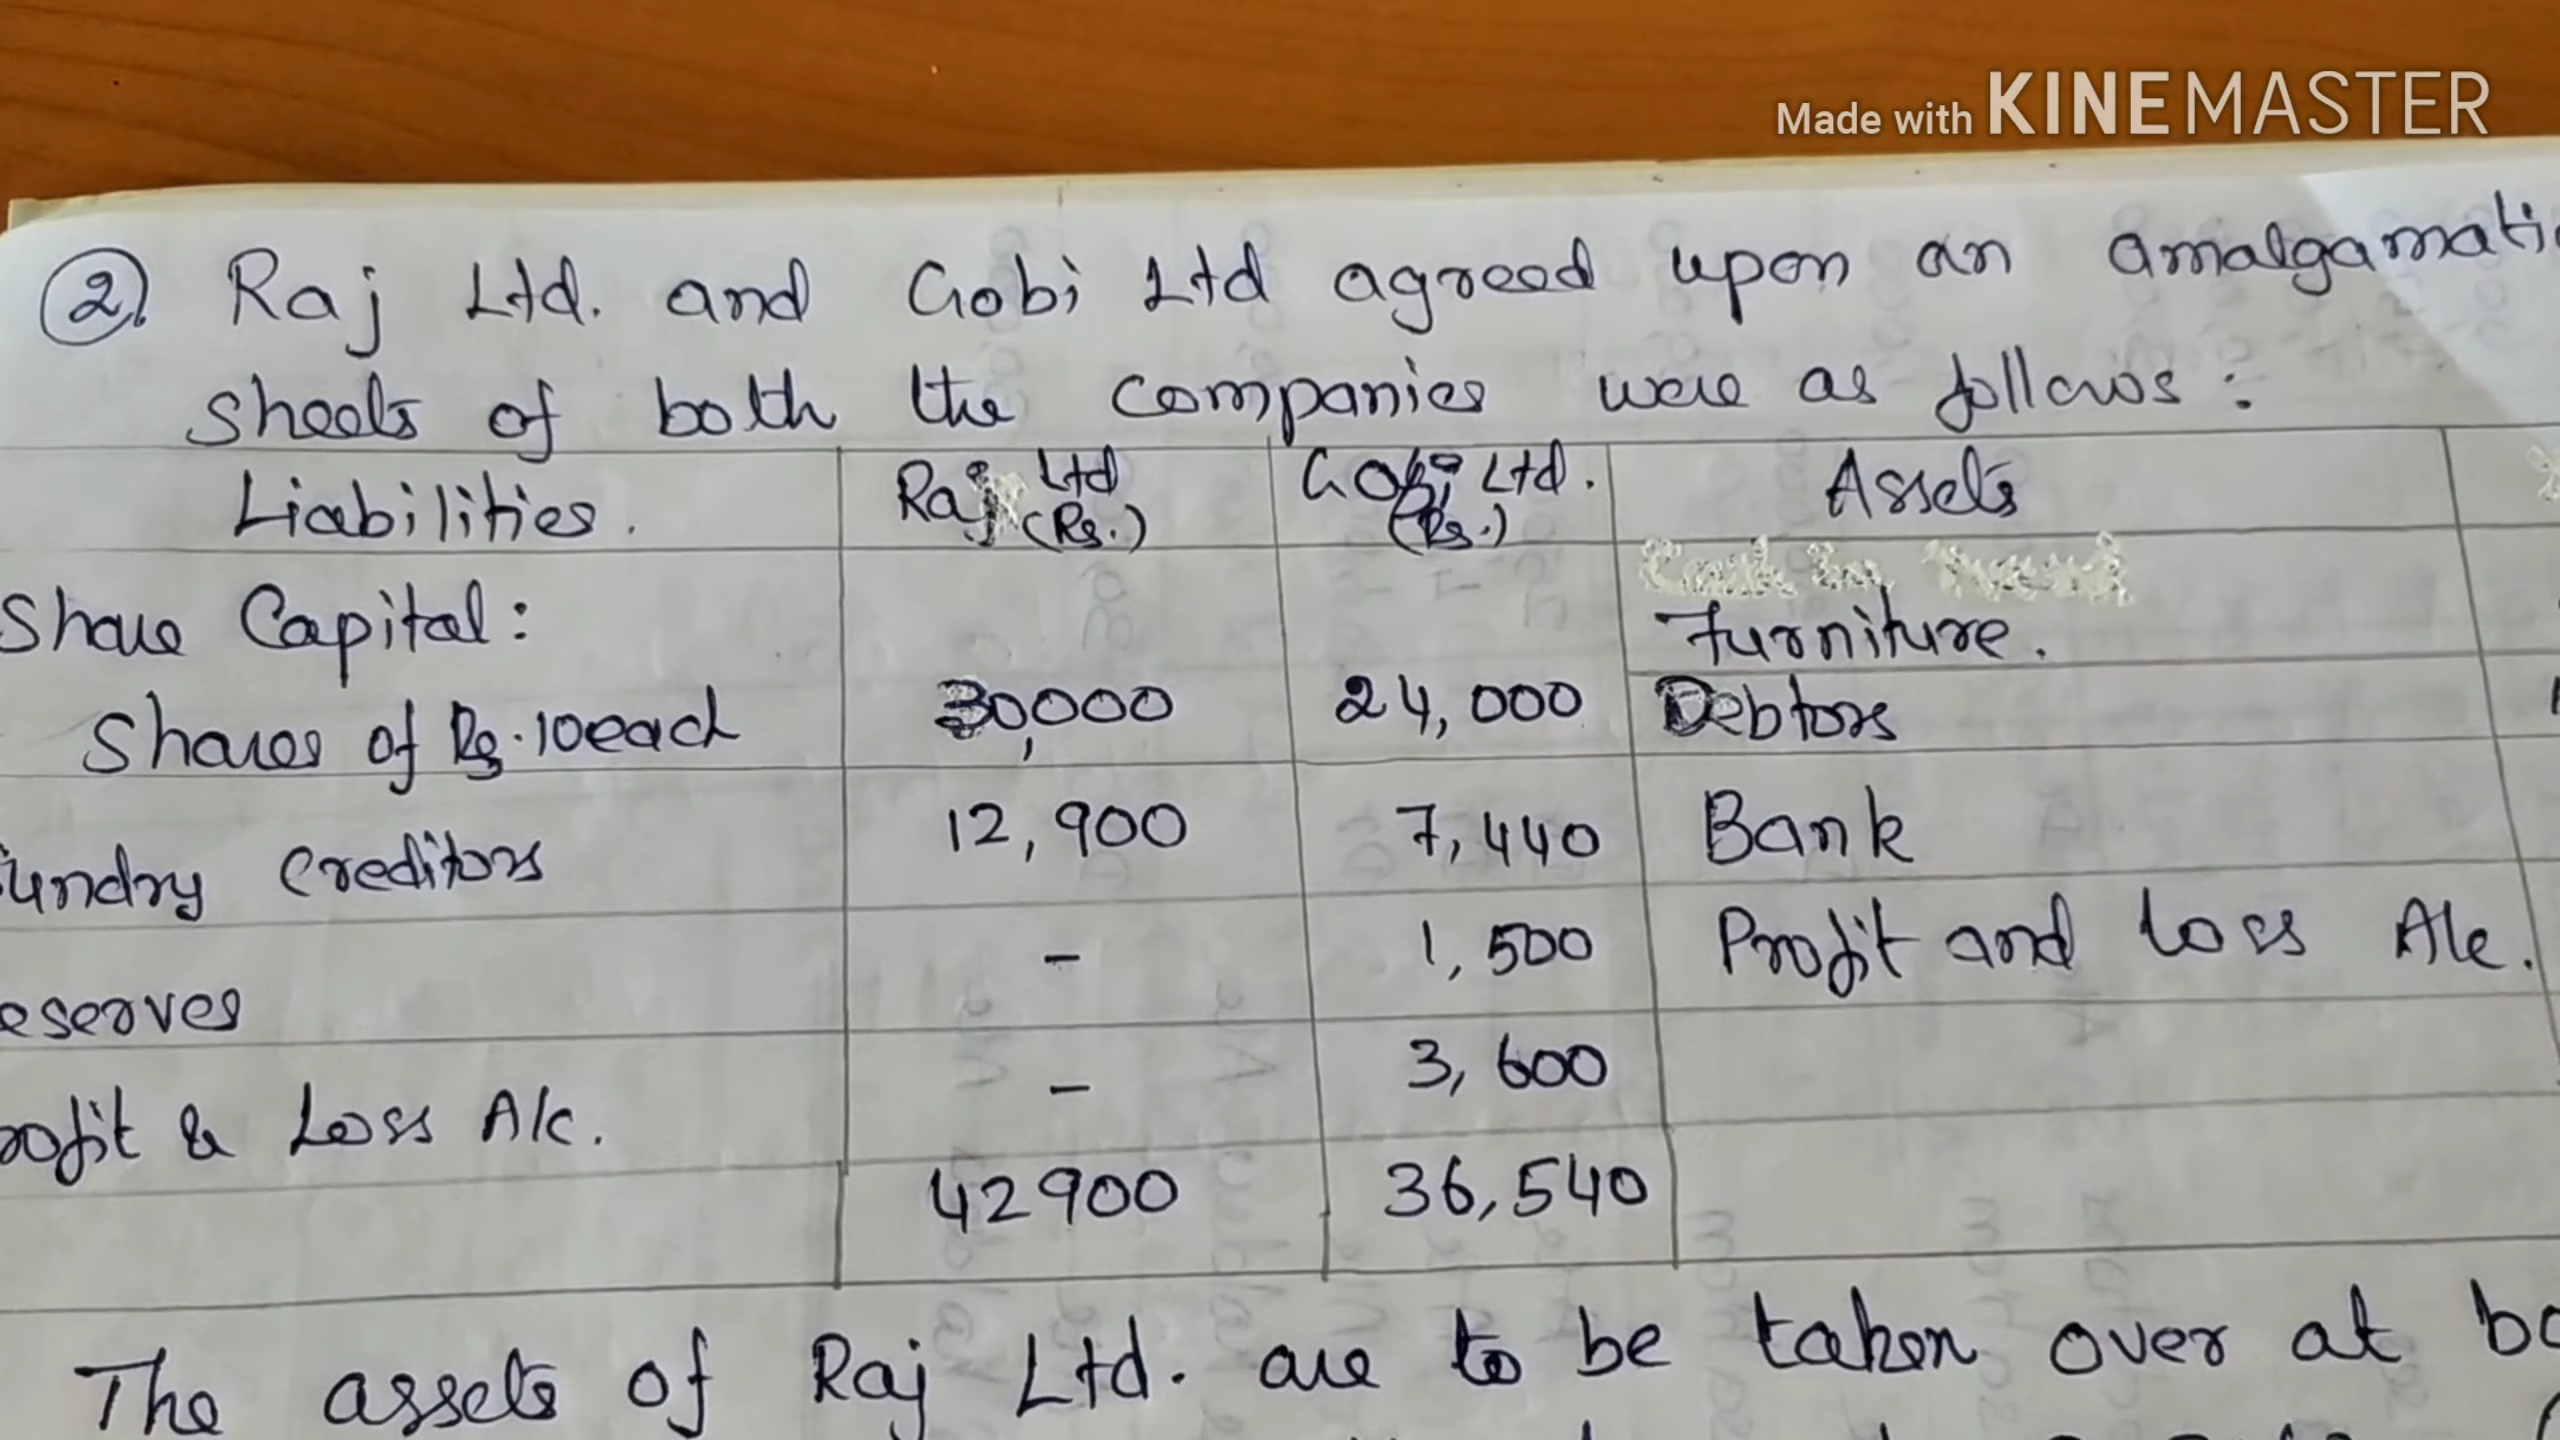 Made with KINEMASTER
2) Raj Ltd. and Gobi Ltd agreed upon an amalgamati
sheets of both the companies were as follows :
Liabilities. Raj Ltd (Rs.) Gobi Ltd. (Rs.) Assets
Share Capital: Furniture.
Shares of Rs.10 each 30,000 24,000 Debtors
undry Creditors 12,900 7,440 Bank
eserves - 1,500 Profit and Loss A/c.
rofit & Loss A/c. - 3,600
42900 36,540
The assets of Raj Ltd. are to be taken over at bo